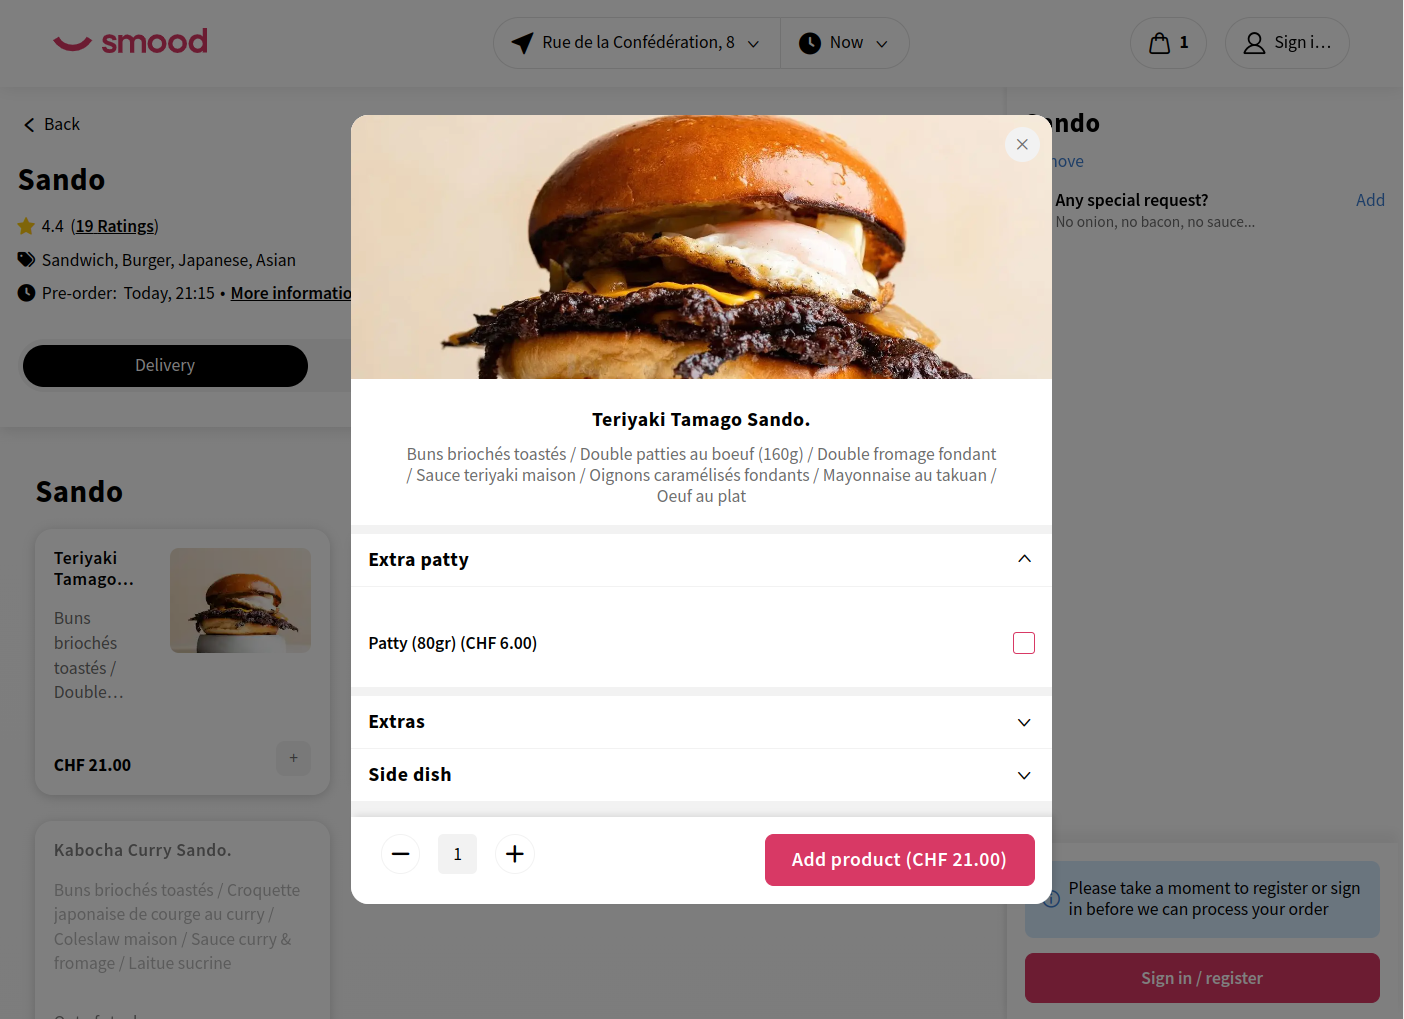 smood
Rue de la Confédération, 8
Now
1
Sign i...
Back
Sando
4.4 (19 Ratings)
Sandwich, Burger, Japanese, Asian
Pre-order: Today, 21:15 • More informatio
Delivery
Sando
Teriyaki
Tamago...
Buns
briochés
toastés /
Double...
CHF 21.00
+
Kabocha Curry Sando.
Buns briochés toastés / Croquette
japonaise de courge au curry /
Coleslaw maison / Sauce curry &
fromage / Laitue sucrine
Teriyaki Tamago Sando.
Buns briochés toastés / Double patties au boeuf (160g) / Double fromage fondant
/ Sauce teriyaki maison / Oignons caramélisés fondants / Mayonnaise au takuan /
Oeuf au plat
Extra patty
Patty (80gr) (CHF 6.00)
Extras
Side dish
1
Add product (CHF 21.00)
ndo
nove
Any special request?
Add
No onion, no bacon, no sauce...
Please take a moment to register or sign
in before we can process your order
Sign in / register